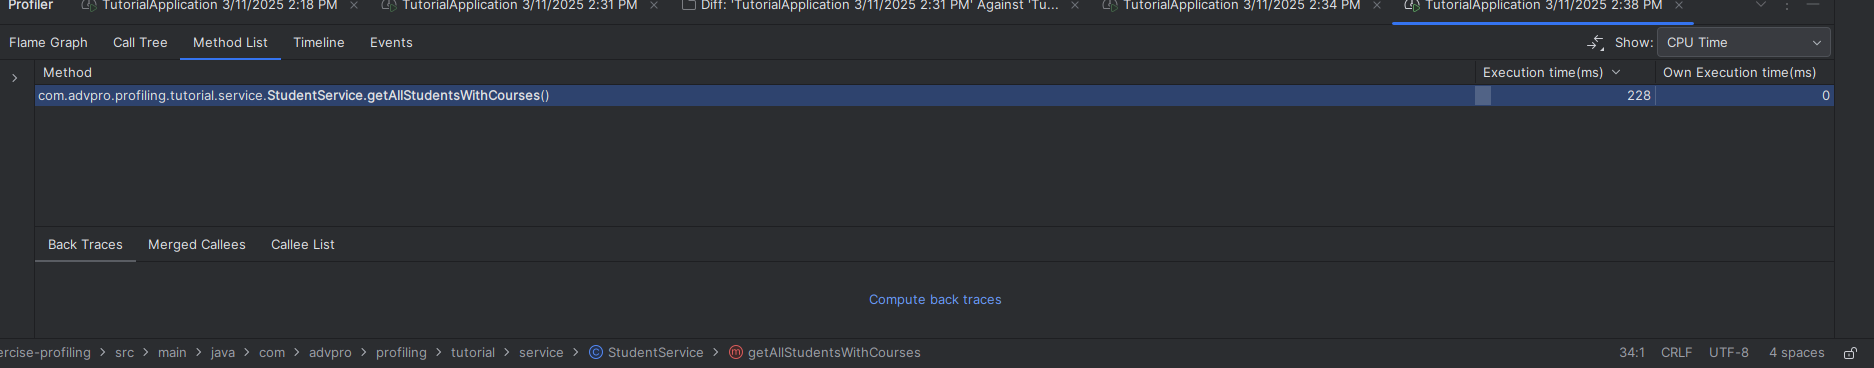 Profiler TutorialApplication 3/11/2025 2:18 PM TutorialApplication 3/11/2025 2:31 PM Diff: 'TutorialApplication 3/11/2025 2:31 PM' Against 'Tu... TutorialApplication 3/11/2025 2:34 PM TutorialApplication 3/11/2025 2:38 PM
Flame Graph Call Tree Method List Timeline Events Show: CPU Time
Method Execution time(ms) Own Execution time(ms)
com.advpro.profiling.tutorial.service.StudentService.getAllStudentsWithCourses() 228 0
Back Traces Merged Callees Callee List
Compute back traces
ercise-profiling > src > main > java > com > advpro > profiling > tutorial > service > StudentService > getAllStudentsWithCourses 34:1 CRLF UTF-8 4 spaces